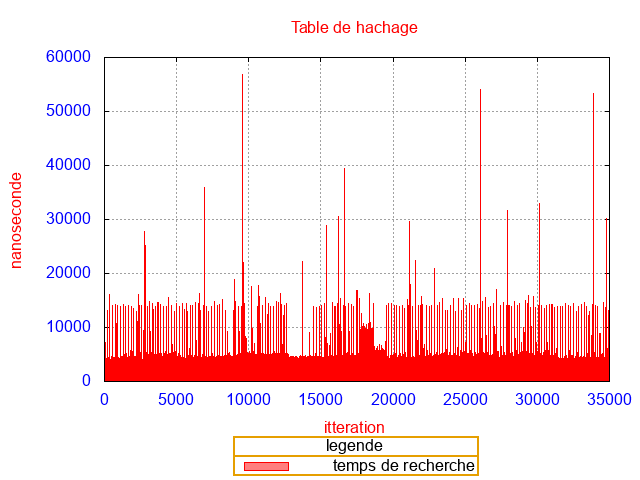 Table de hachage
60000
50000
40000
30000
20000
10000
0
nanoseconde
0 5000 10000 15000 20000 25000 30000 35000
itteration
legende
temps de recherche